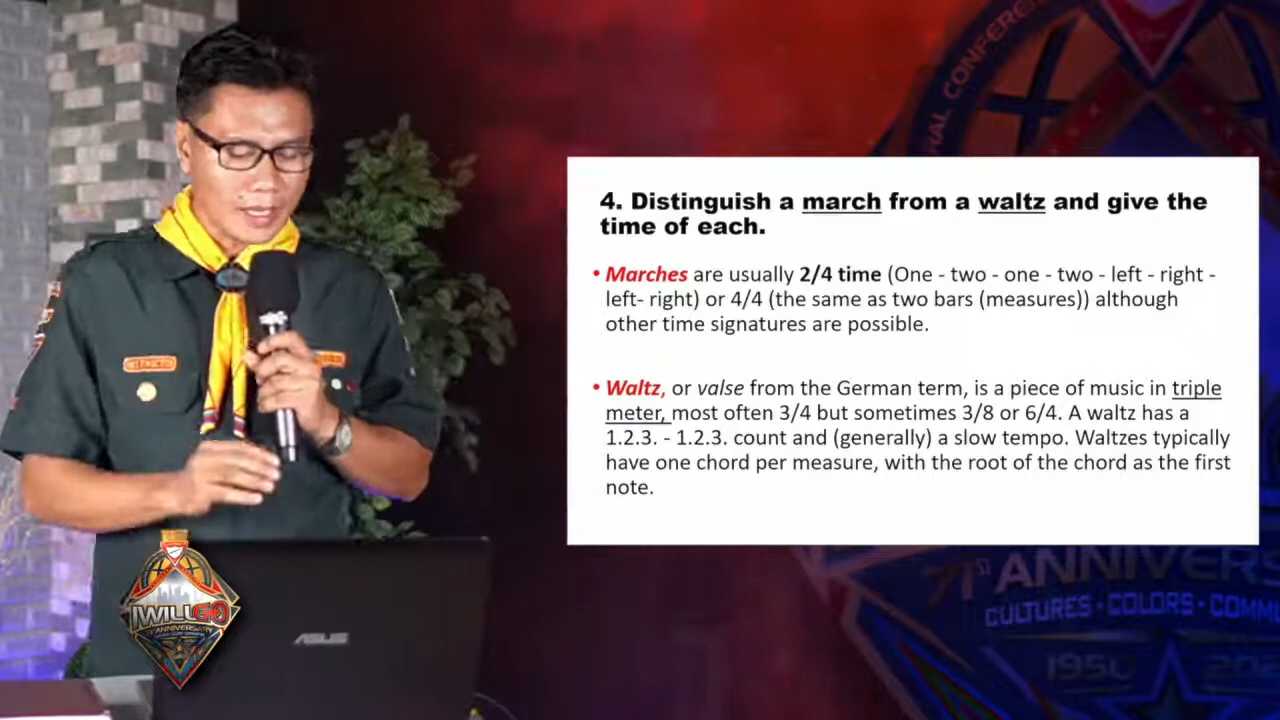 4. Distinguish a march from a waltz and give the
time of each.
• Marches are usually 2/4 time (One - two - one - two - left - right -
left- right) or 4/4 (the same as two bars (measures)) although
other time signatures are possible.
• Waltz, or valse from the German term, is a piece of music in triple
meter, most often 3/4 but sometimes 3/8 or 6/4. A waltz has a
1.2.3. - 1.2.3. count and (generally) a slow tempo. Waltzes typically
have one chord per measure, with the root of the chord as the first
note.
71ST ANNIVERS
CULTURES • COLORS • COMM
1950
IWILLGO
71ST ANNIVERSARY
ASUS